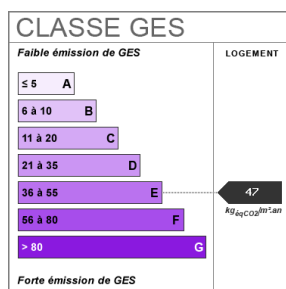 CLASSE GES
Faible émission de GES
LOGEMENT
≤ 5 A
6 à 10 B
11 à 20 C
21 à 35 D
36 à 55 E
47
kgéqCO2/m².an
56 à 80 F
> 80 G
Forte émission de GES